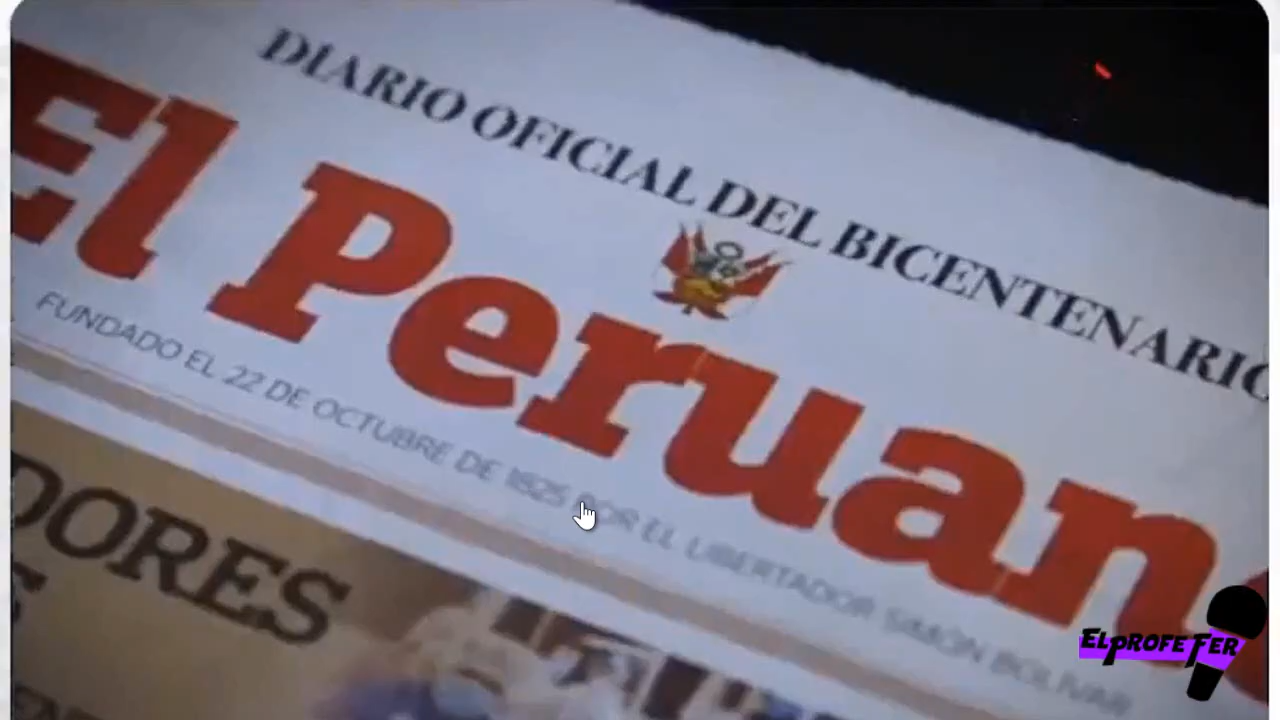 DIARIO OFICIAL DEL BICENTENARIO
El Peruano
FUNDADO EL 22 DE OCTUBRE DE 1825 POR EL LIBERTADOR SIMÓN BOLÍVAR
DORES
ELPROFEFER